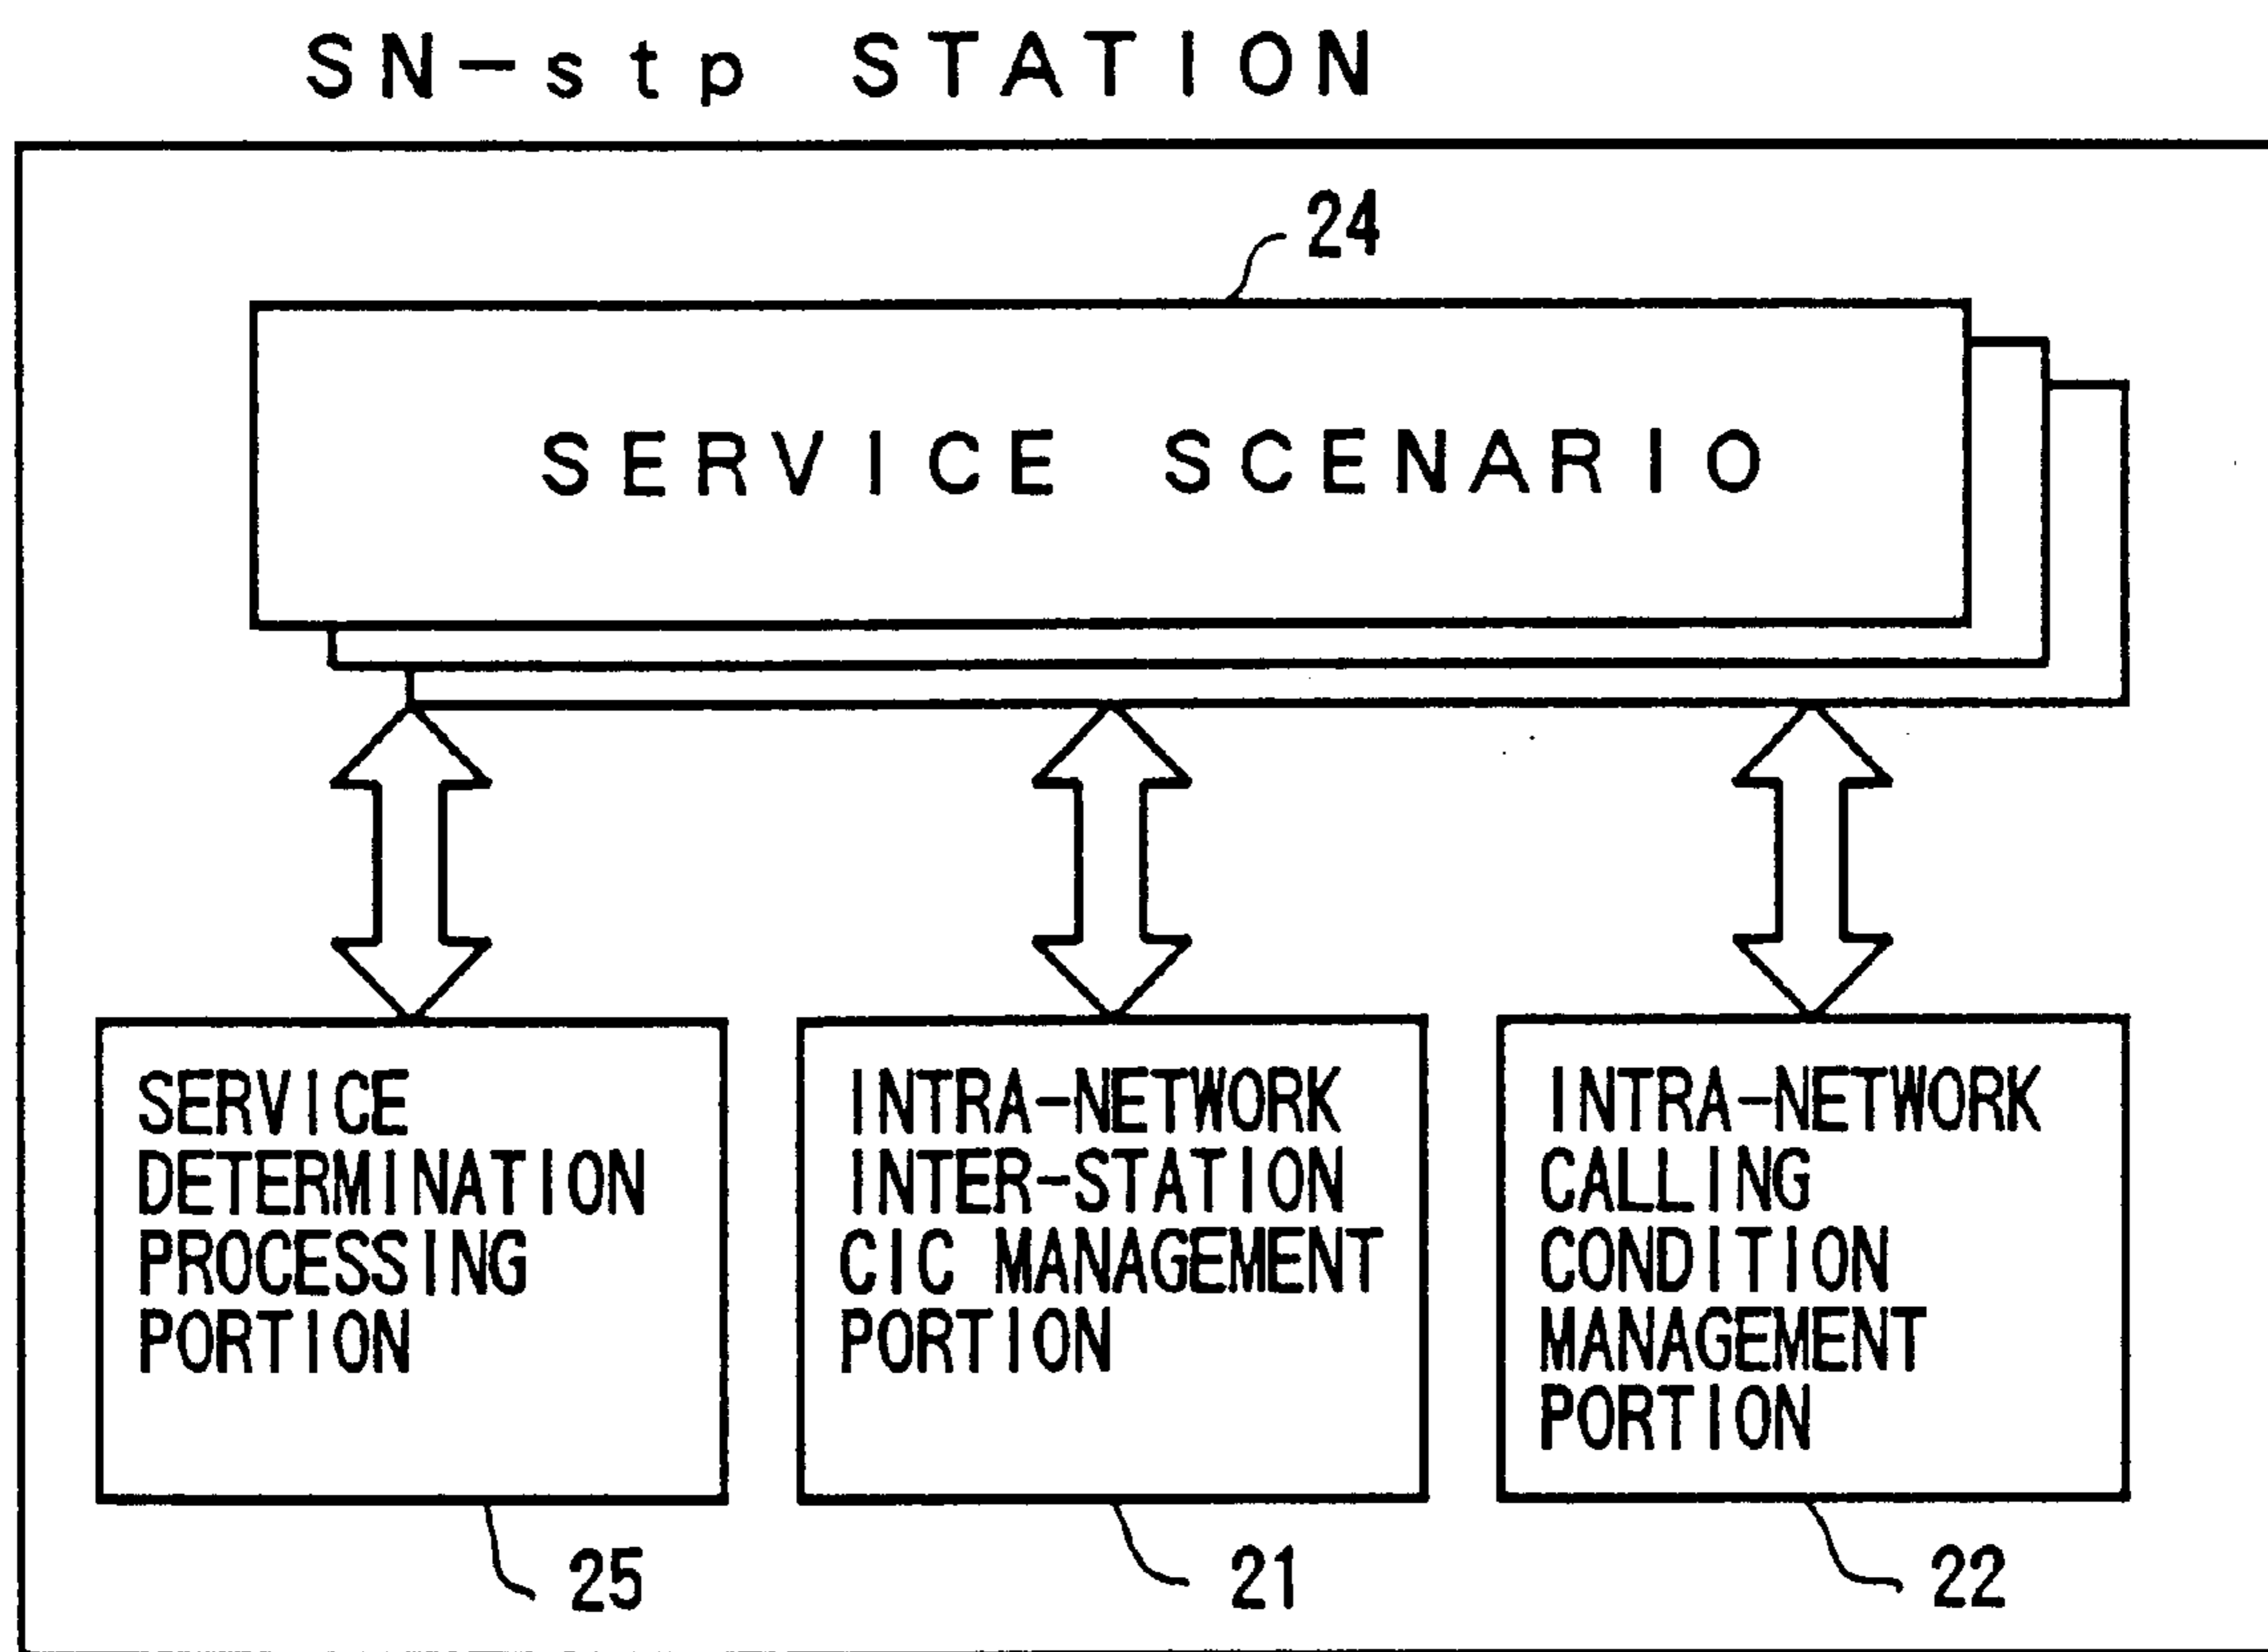 SN-stp STATION
24
SERVICE SCENARIO
SERVICE
DETERMINATION
PROCESSING
PORTION
INTRA-NETWORK
INTER-STATION
CIC MANAGEMENT
PORTION
INTRA-NETWORK
CALLING
CONDITION
MANAGEMENT
PORTION
25
21
22